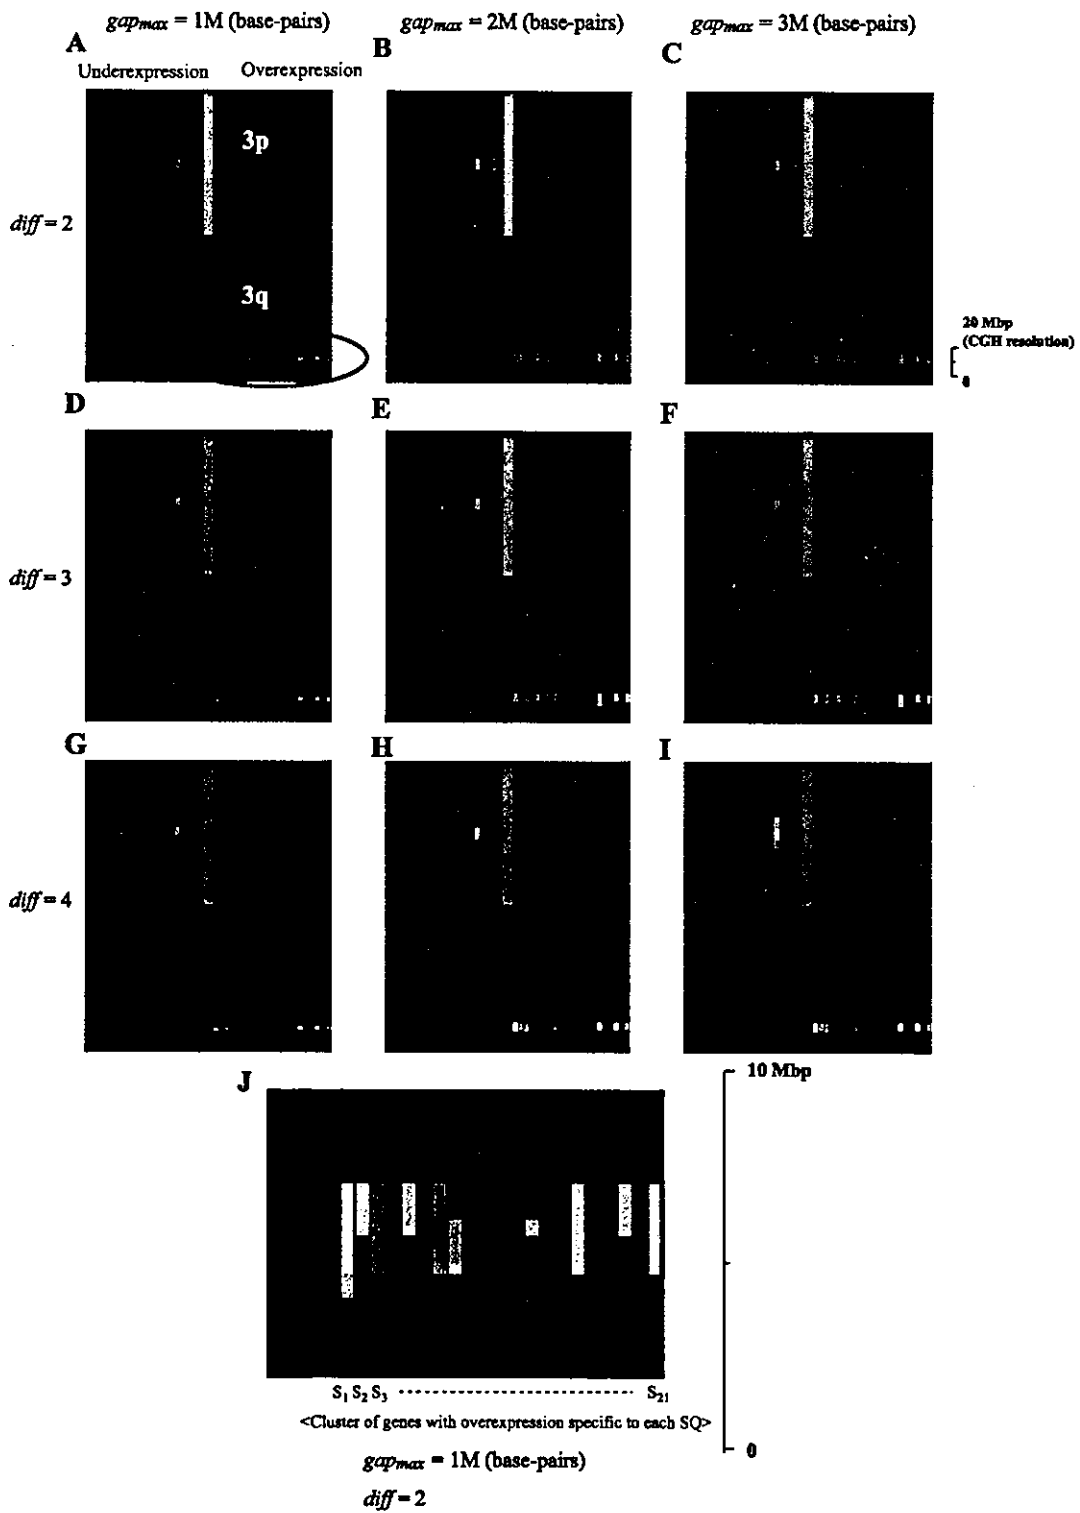 gapmax = 1M (base-pairs)
gapmax = 2M (base-pairs)
gapmax = 3M (base-pairs)
A
B
C
Underexpression
Overexpression
3p
diff = 2
3q
20 Mbp
(CGH resolution)
0
D
E
F
diff = 3
G
H
I
diff = 4
J
10 Mbp
S1 S2 S3 ---------------- S21
<Cluster of genes with overexpression specific to each SQ>
0
gapmax = 1M (base-pairs)
diff = 2